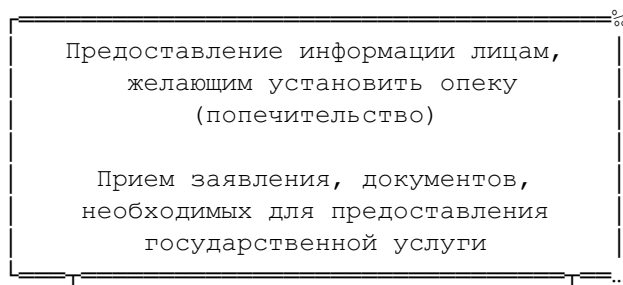 Предоставление информации лицам,
желающим установить опеку
(попечительство)
Прием заявления, документов,
необходимых для предоставления
государственной услуги